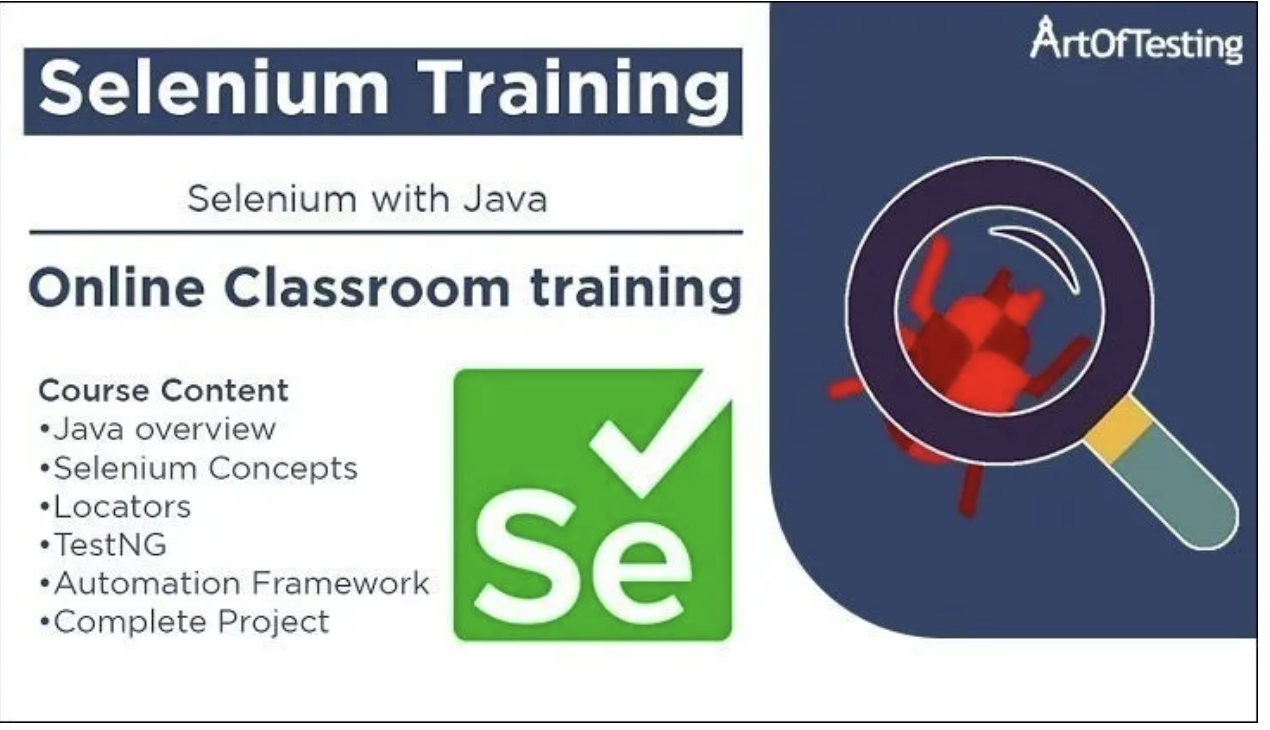 ArtOfTesting
Selenium Training
Selenium with Java
Online Classroom training
Course Content
•Java overview
•Selenium Concepts
•Locators
•TestNG
•Automation Framework
•Complete Project
Se